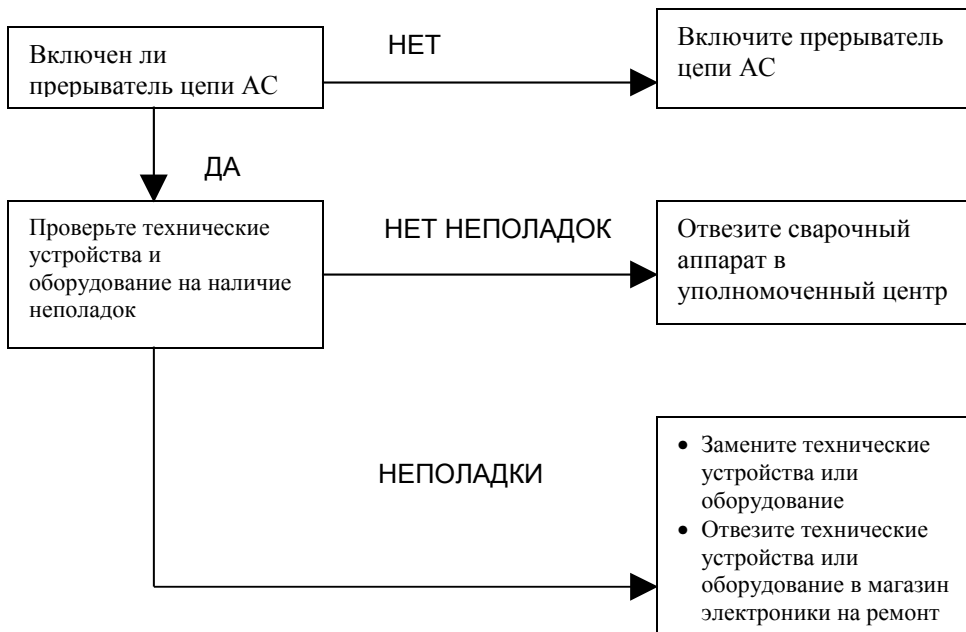 Включен ли
прерыватель цепи АС
НЕТ
Включите прерыватель
цепи АС
ДА
Проверьте технические
устройства и
оборудование на наличие
неполадок
НЕТ НЕПОЛАДОК
Отвезите сварочный
аппарат в
уполномоченный центр
НЕПОЛАДКИ
• Замените технические
устройства или
оборудование
• Отвезите технические
устройства или
оборудование в магазин
электроники на ремонт